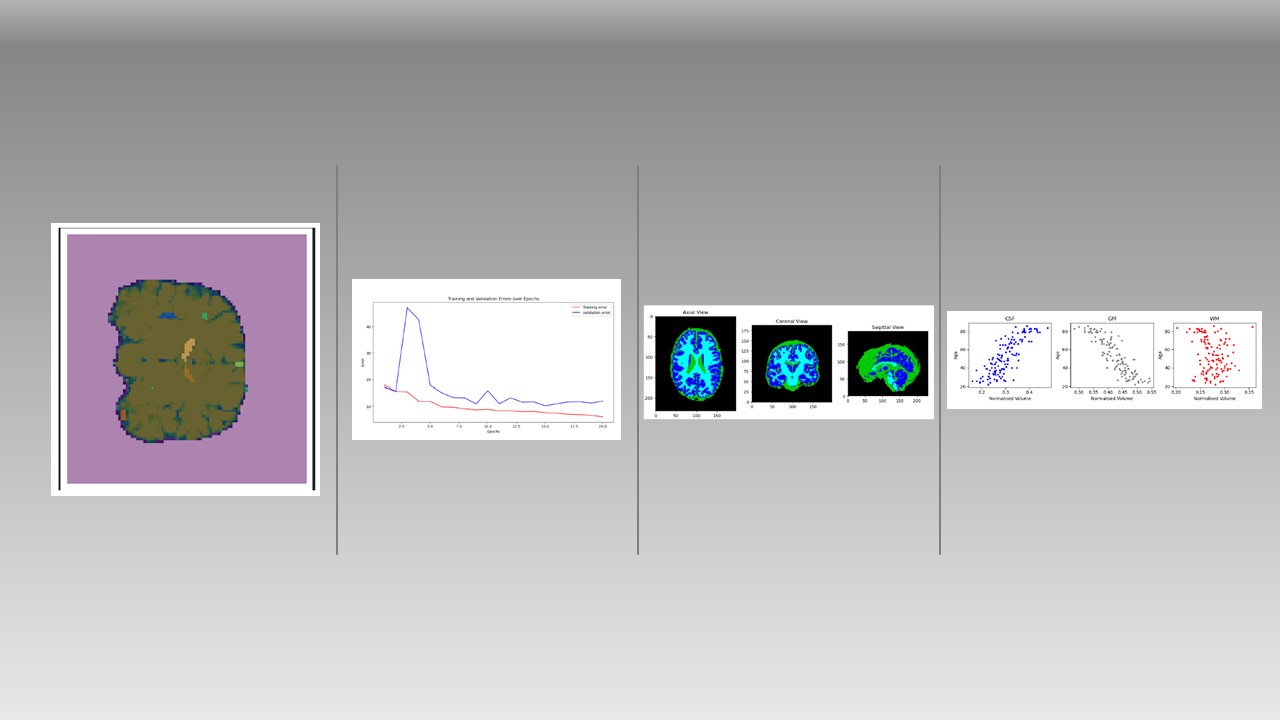 Training and Validation Errors over Epochs
Training error
Validation error
Error
40
30
20
10
2.5 5.0 7.5 10.0 12.5 15.0 17.5 20.0
Epochs
Axial View
0
50
100
150
200
0 50 100 150
Coronal View
175
150
125
100
75
50
25
0
0 50 100 150
Sagittal View
150
100
50
0
0 50 100 150 200
CSF
Age
80
60
40
20
0.2 0.3 0.4
Normalised Volume
GM
Age
80
60
40
20
0.30 0.35 0.40 0.45 0.50 0.55
Normalised Volume
WM
Age
80
60
40
20
0.20 0.25 0.30 0.35
Normalised Volume